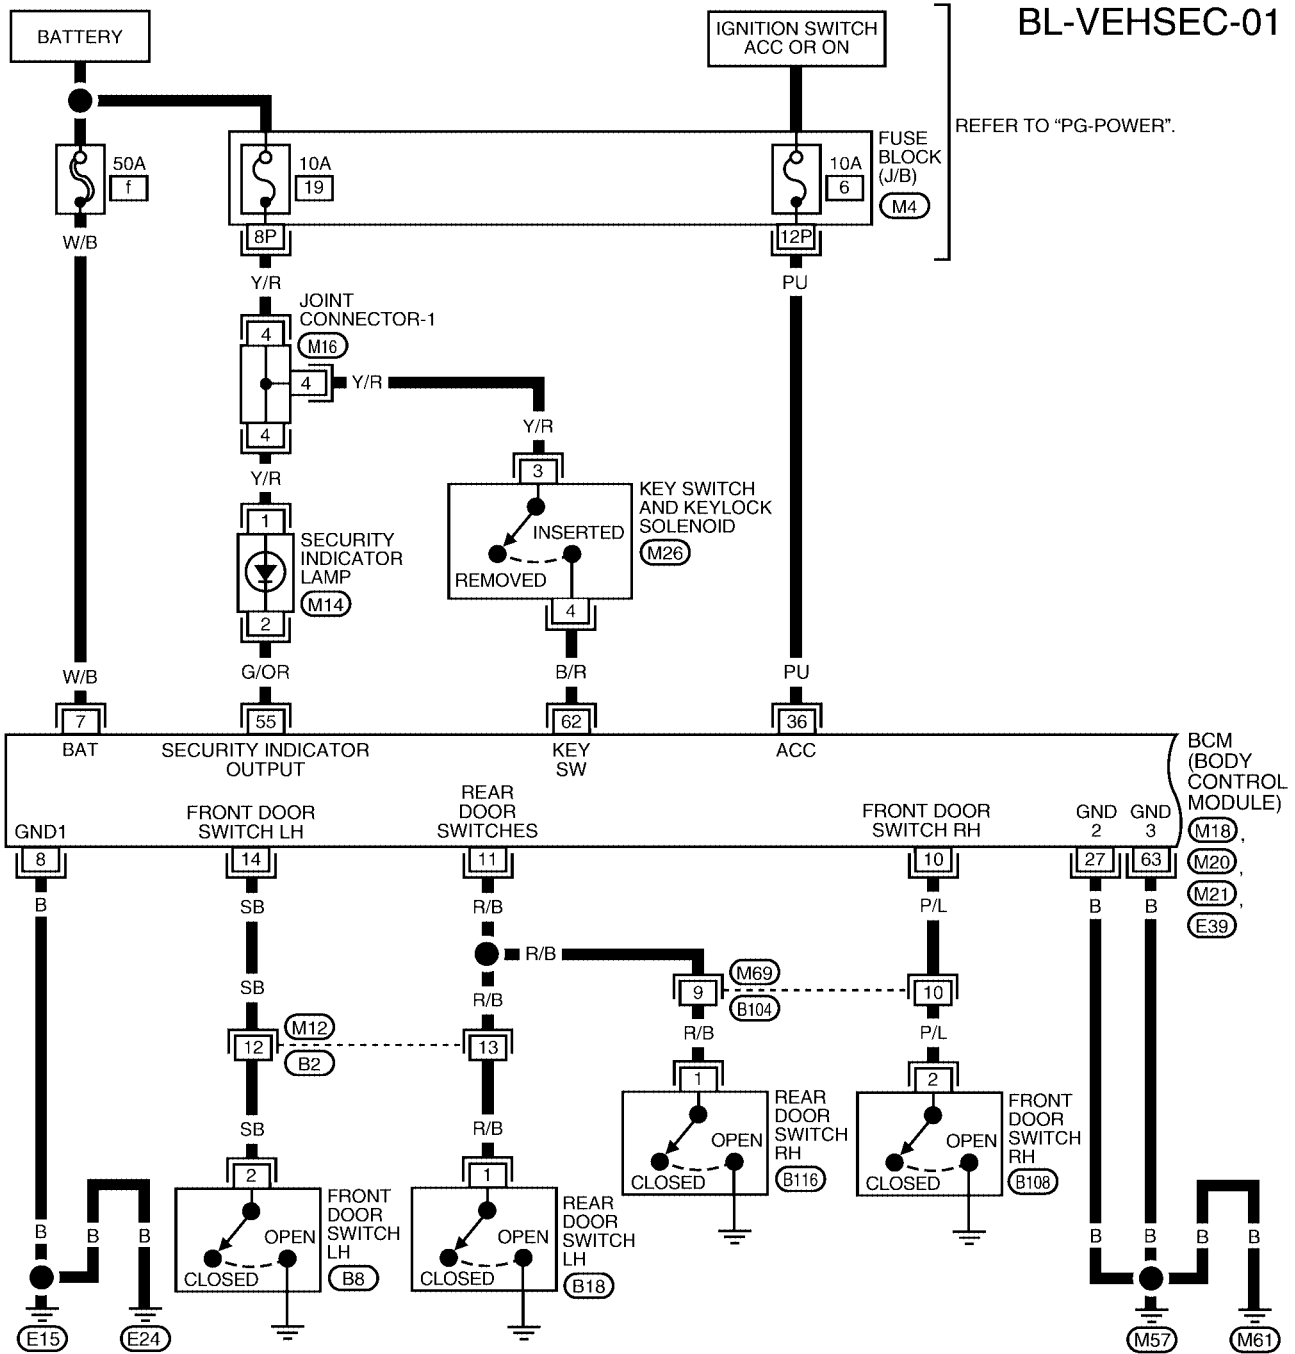 BL-VEHSEC-01
BATTERY
IGNITION SWITCH
ACC OR ON
REFER TO “PG-POWER”.
50A
f
10A
19
10A
6
FUSE
BLOCK
(J/B)
M4
W/B
8P
12P
Y/R
PU
JOINT
CONNECTOR-1
M16
4
4
Y/R
4
Y/R
Y/R
3
KEY SWITCH
AND KEYLOCK
SOLENOID
M26
INSERTED
REMOVED
4
1
SECURITY
INDICATOR
LAMP
M14
2
W/B
G/OR
B/R
PU
7
55
62
36
BAT
SECURITY INDICATOR
OUTPUT
KEY
SW
ACC
BCM
(BODY
CONTROL
MODULE)
M18,
M20,
M21,
E39
GND1
FRONT DOOR
SWITCH LH
REAR
DOOR
SWITCHES
FRONT DOOR
SWITCH RH
GND
2
GND
3
8
14
11
10
27
63
B
SB
R/B
P/L
B
B
R/B
SB
R/B
9
M69
B104
10
12
M12
B2
13
R/B
P/L
SB
R/B
1
2
2
1
REAR
DOOR
SWITCH
RH
B116
OPEN
CLOSED
FRONT
DOOR
SWITCH
RH
B108
OPEN
CLOSED
FRONT
DOOR
SWITCH
LH
B8
OPEN
CLOSED
REAR
DOOR
SWITCH
LH
B18
OPEN
CLOSED
B
B
B
B
B
B
B
E15
E24
M57
M61